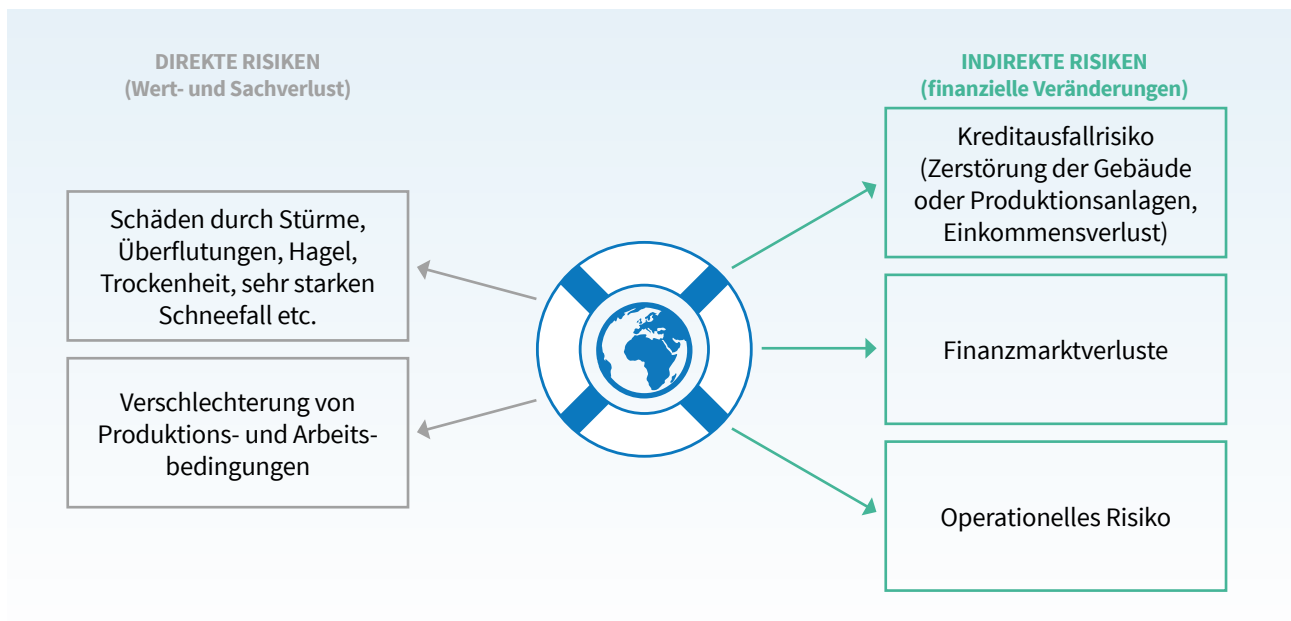 DIREKTE RISIKEN
(Wert- und Sachverlust)
Schäden durch Stürme,
Überflutungen, Hagel,
Trockenheit, sehr starken
Schneefall etc.
Verschlechterung von
Produktions- und Arbeits-
bedingungen
INDIREKTE RISIKEN
(finanzielle Veränderungen)
Kreditausfallrisiko
(Zerstörung der Gebäude
oder Produktionsanlagen,
Einkommensverlust)
Finanzmarktverluste
Operationelles Risiko